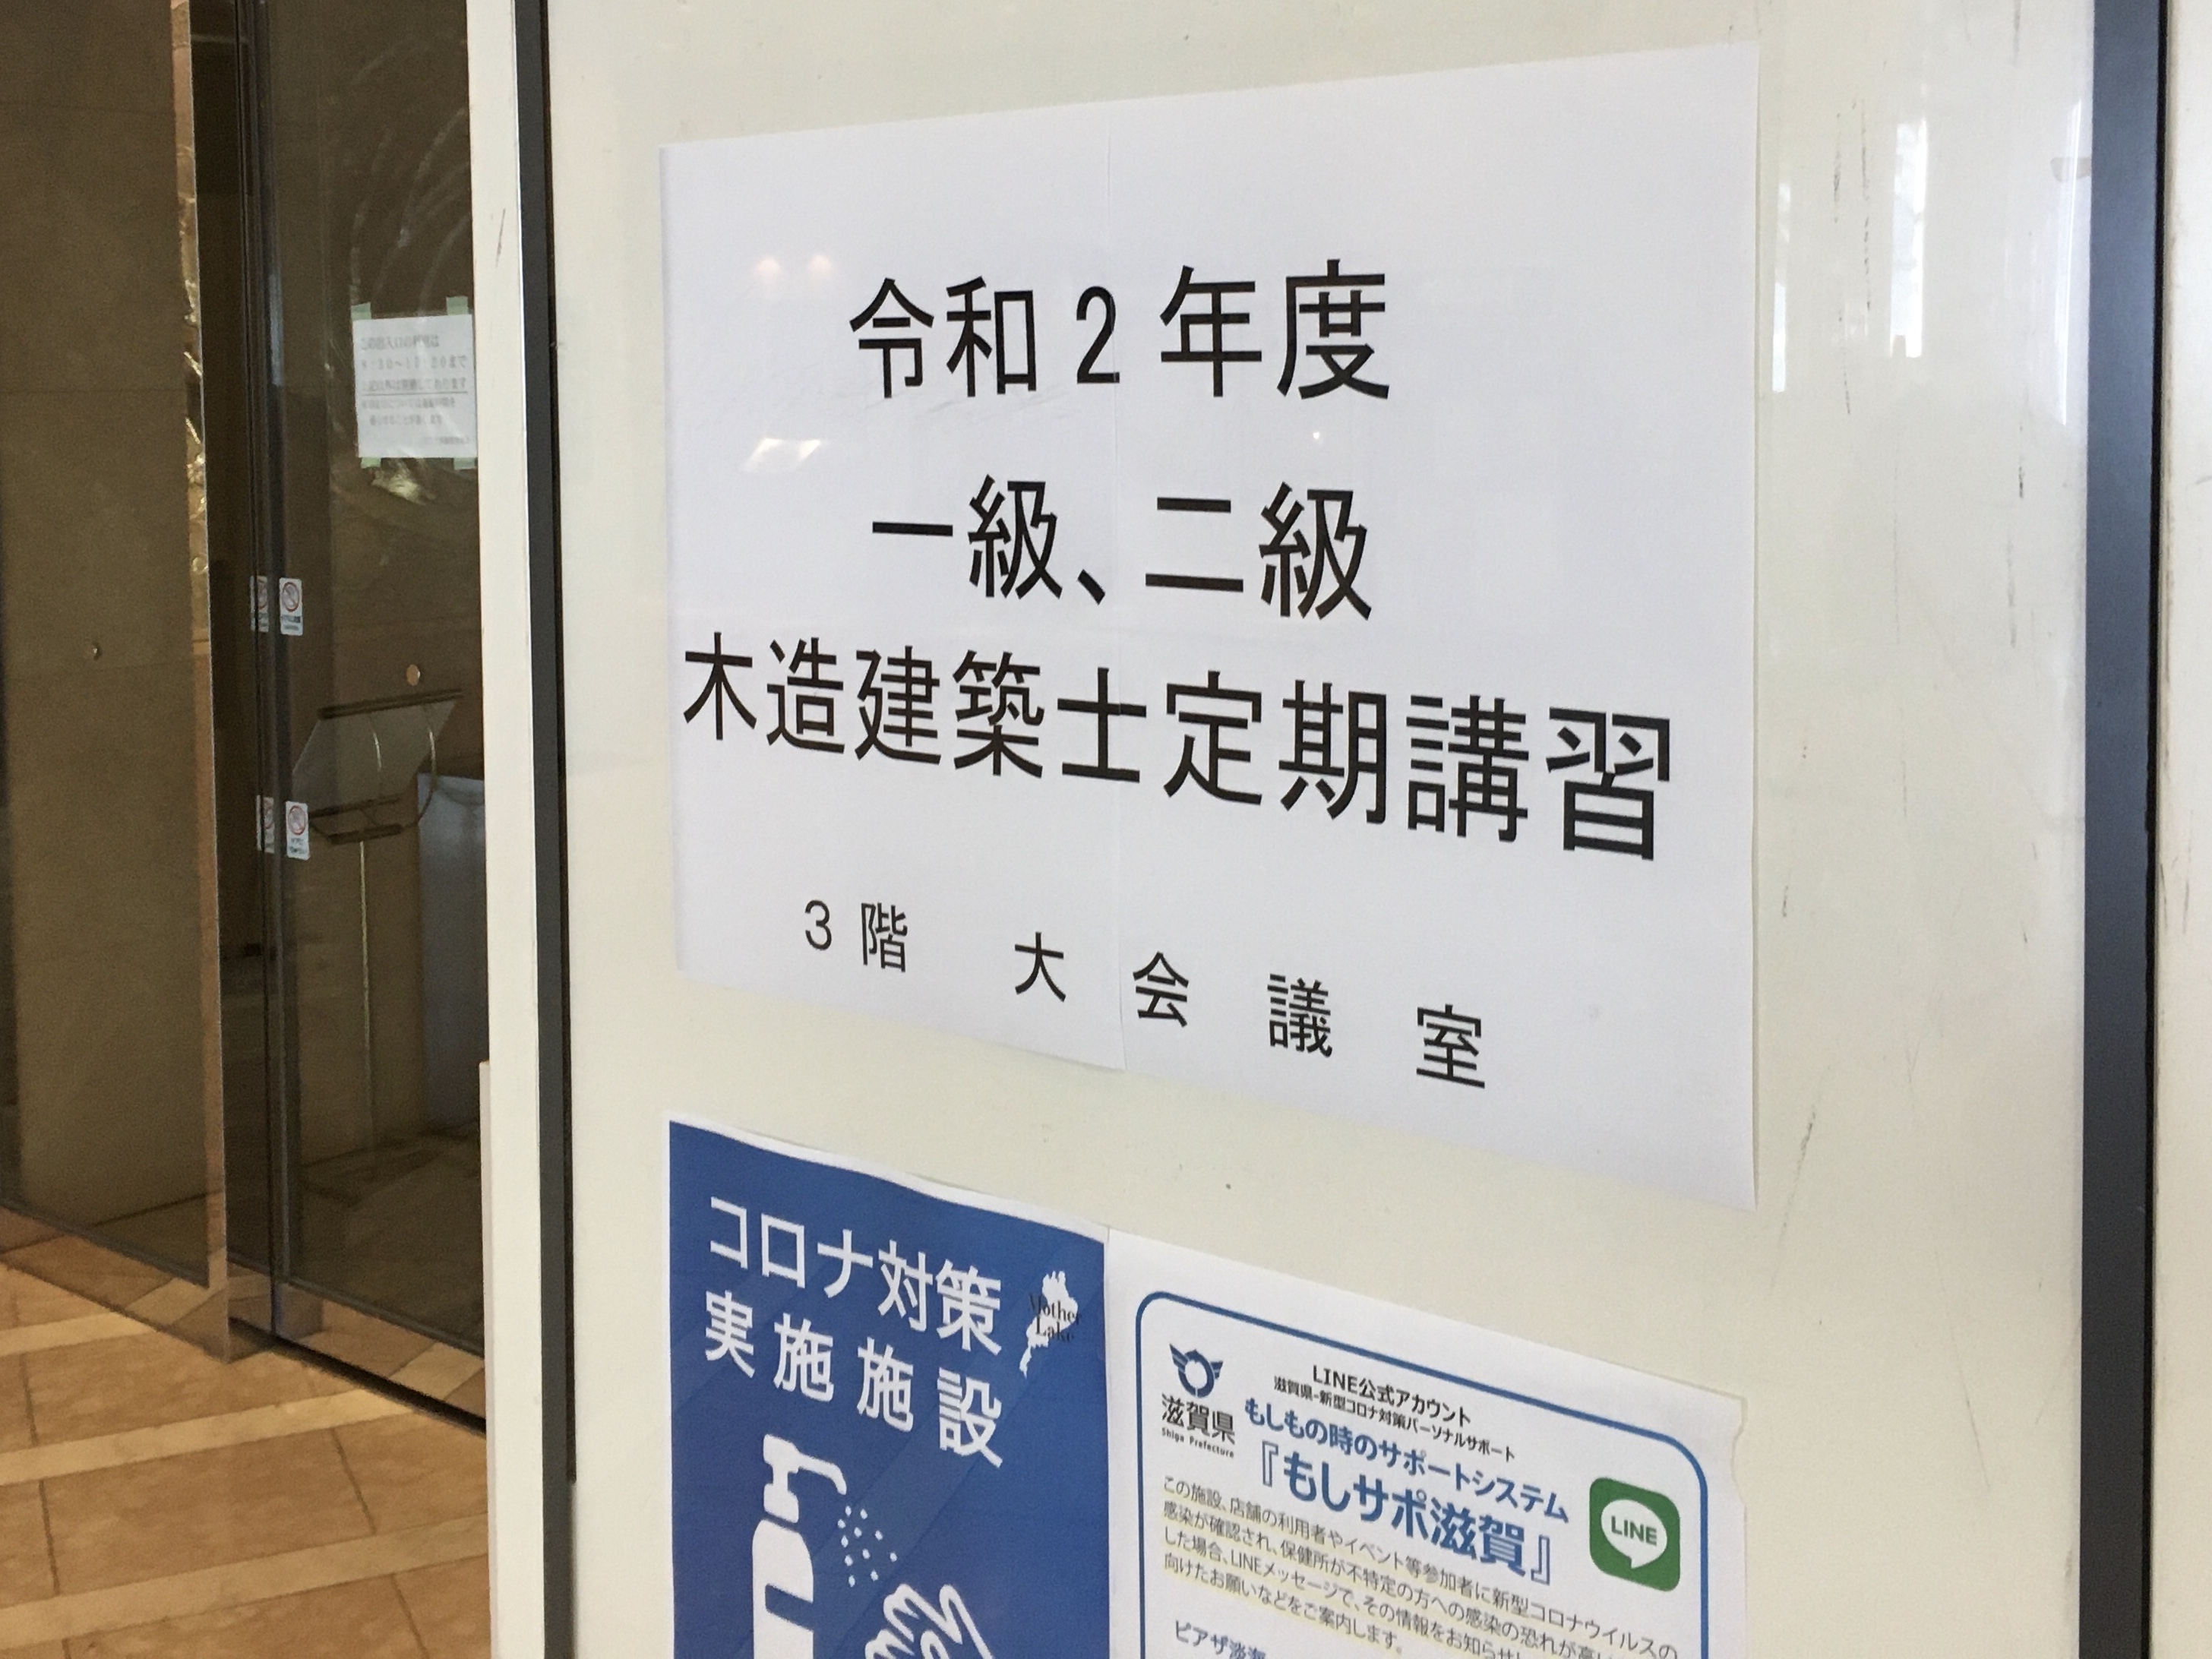 令和２年度
一級、二級
木造建築士定期講習
３階　大会議室
コロナ対策
実施施設
Mother
Lake
滋賀県
Shiga Prefecture
LINE公式アカウント
滋賀県-新型コロナ対策パーソナルサポート
もしもの時のサポートシステム
『もしサポ滋賀』
LINE
この施設、店舗の利用者やイベント等参加者に新型コロナウイルスの
感染が確認され、保健所が不特定の方への感染の恐れが高い
した場合、LINEメッセージで、その情報をお知らせし
向けたお願いなどをご案内します。
ピアザ淡海